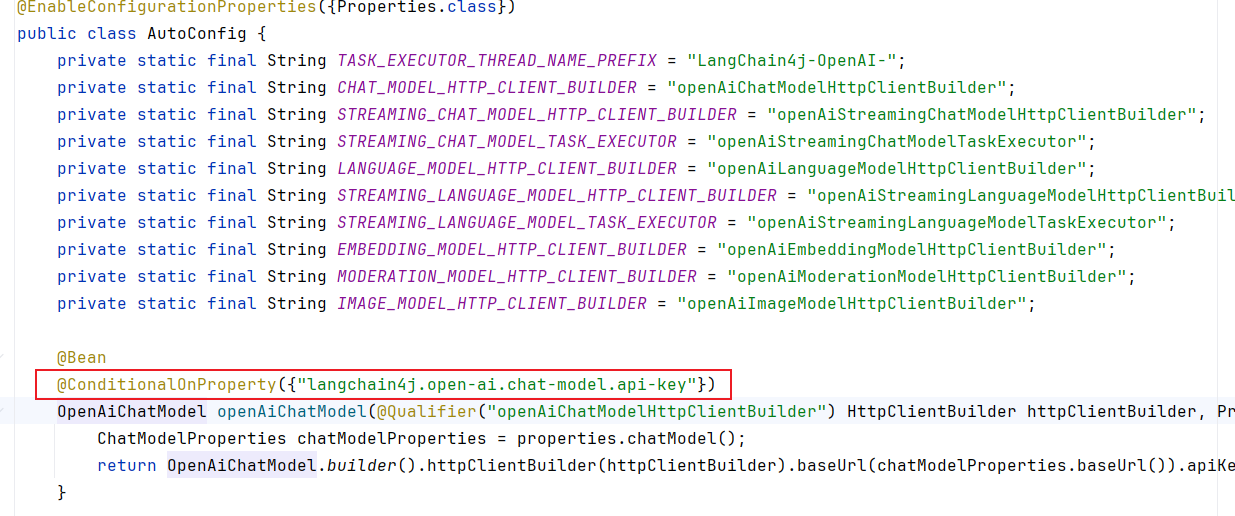 @EnableConfigurationProperties({Properties.class})
public class AutoConfig {
    private static final String TASK_EXECUTOR_THREAD_NAME_PREFIX = "LangChain4j-OpenAI-";
    private static final String CHAT_MODEL_HTTP_CLIENT_BUILDER = "openAiChatModelHttpClientBuilder";
    private static final String STREAMING_CHAT_MODEL_HTTP_CLIENT_BUILDER = "openAiStreamingChatModelHttpClientBuilder";
    private static final String STREAMING_CHAT_MODEL_TASK_EXECUTOR = "openAiStreamingChatModelTaskExecutor";
    private static final String LANGUAGE_MODEL_HTTP_CLIENT_BUILDER = "openAiLanguageModelHttpClientBuilder";
    private static final String STREAMING_LANGUAGE_MODEL_HTTP_CLIENT_BUILDER = "openAiStreamingLanguageModelHttpClientBuil
    private static final String STREAMING_LANGUAGE_MODEL_TASK_EXECUTOR = "openAiStreamingLanguageModelTaskExecutor";
    private static final String EMBEDDING_MODEL_HTTP_CLIENT_BUILDER = "openAiEmbeddingModelHttpClientBuilder";
    private static final String MODERATION_MODEL_HTTP_CLIENT_BUILDER = "openAiModerationModelHttpClientBuilder";
    private static final String IMAGE_MODEL_HTTP_CLIENT_BUILDER = "openAiImageModelHttpClientBuilder";
    @Bean
    @ConditionalOnProperty({"langchain4j.open-ai.chat-model.api-key"})
    OpenAiChatModel openAiChatModel(@Qualifier("openAiChatModelHttpClientBuilder") HttpClientBuilder httpClientBuilder, Pr
        ChatModelProperties chatModelProperties = properties.chatModel();
        return OpenAiChatModel.builder().httpClientBuilder(httpClientBuilder).baseUrl(chatModelProperties.baseUrl()).apiKe
    }